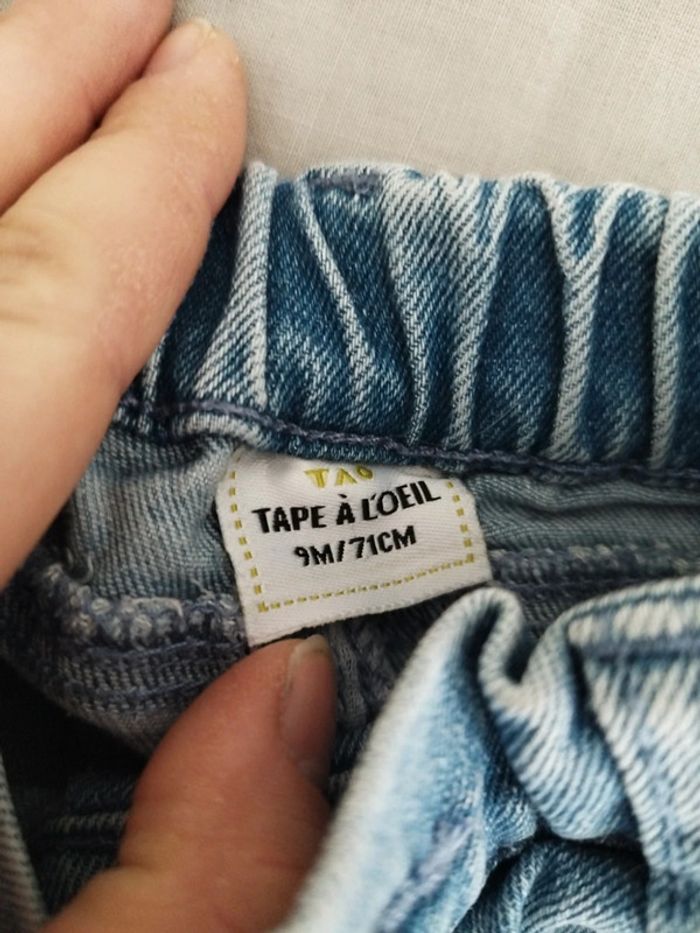 TAO
TAPE À L'OEIL
9M/71CM